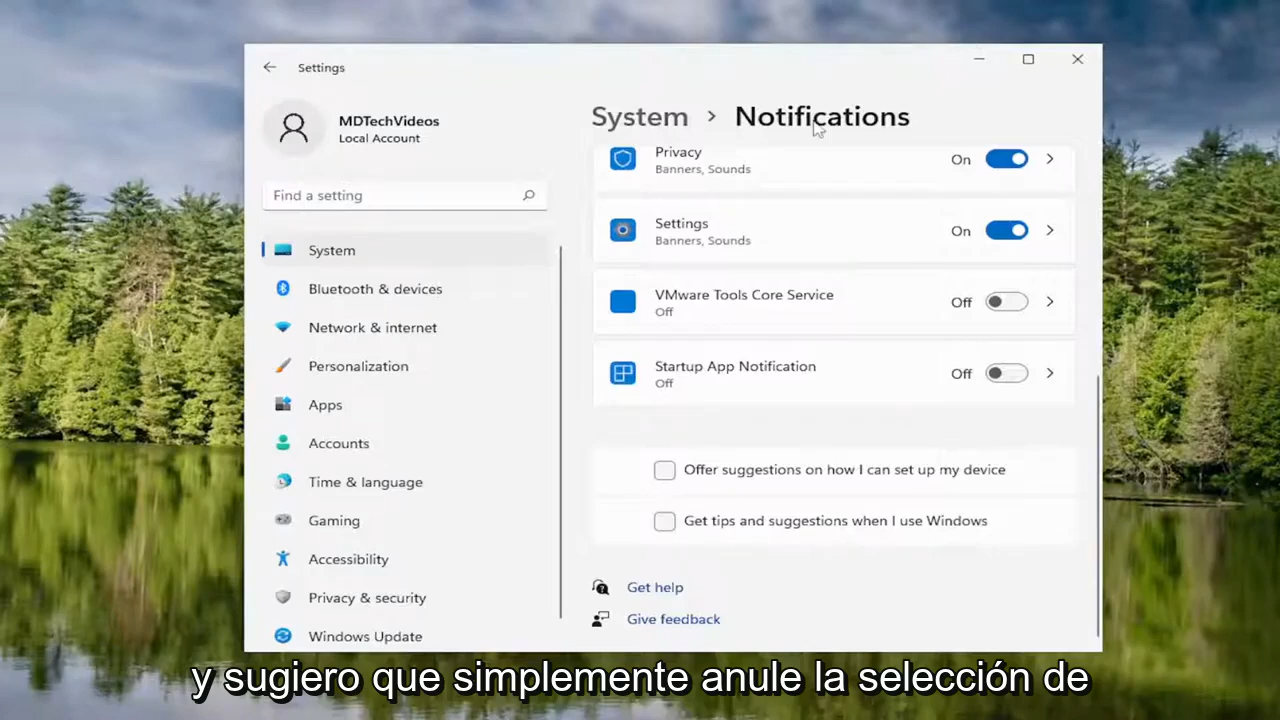 Settings
MDTechVideos
Local Account
Find a setting
System
Bluetooth & devices
Network & internet
Personalization
Apps
Accounts
Time & language
Gaming
Accessibility
Privacy & security
Windows Update
System > Notifications
Privacy
Banners, Sounds
On
Settings
Banners, Sounds
On
VMware Tools Core Service
Off
Off
Startup App Notification
Off
Off
Offer suggestions on how I can set up my device
Get tips and suggestions when I use Windows
Get help
Give feedback
y sugiero que simplemente anule la selección de